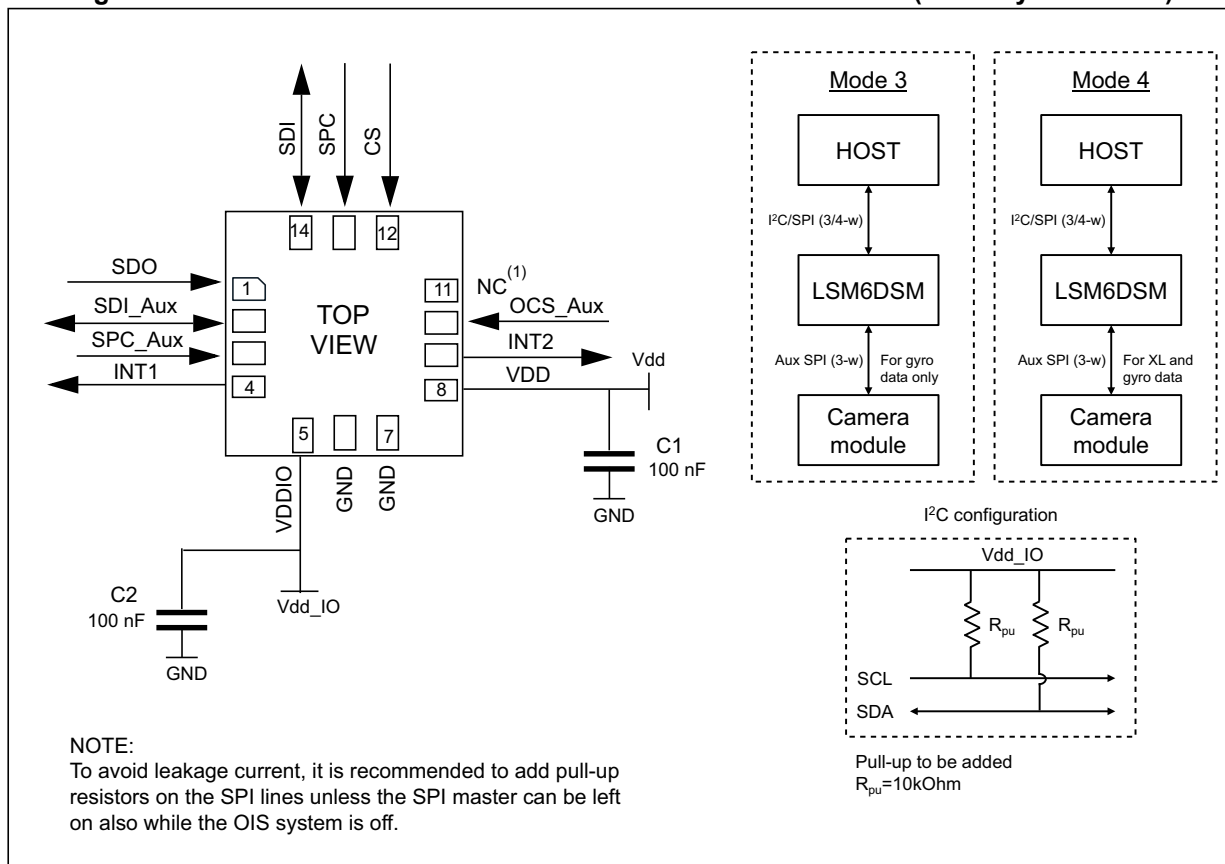 SDI
SPC
CS
14
12
SDO
SDI_Aux
SPC_Aux
INT1
1
4
TOP
VIEW
11
8
NC(1)
OCS_Aux
INT2
VDD
Vdd
5
7
VDDIO
GND
GND
C1
100 nF
GND
C2
100 nF
GND
Vdd_IO
NOTE:
To avoid leakage current, it is recommended to add pull-up
resistors on the SPI lines unless the SPI master can be left
on also while the OIS system is off.
Mode 3
HOST
I²C/SPI (3/4-w)
LSM6DSM
Aux SPI (3-w)
For gyro
data only
Camera
module
Mode 4
HOST
I²C/SPI (3/4-w)
LSM6DSM
Aux SPI (3-w)
For XL and
gyro data
Camera
module
I²C configuration
Vdd_IO
Rpu
Rpu
SCL
SDA
Pull-up to be added
Rpu=10kOhm